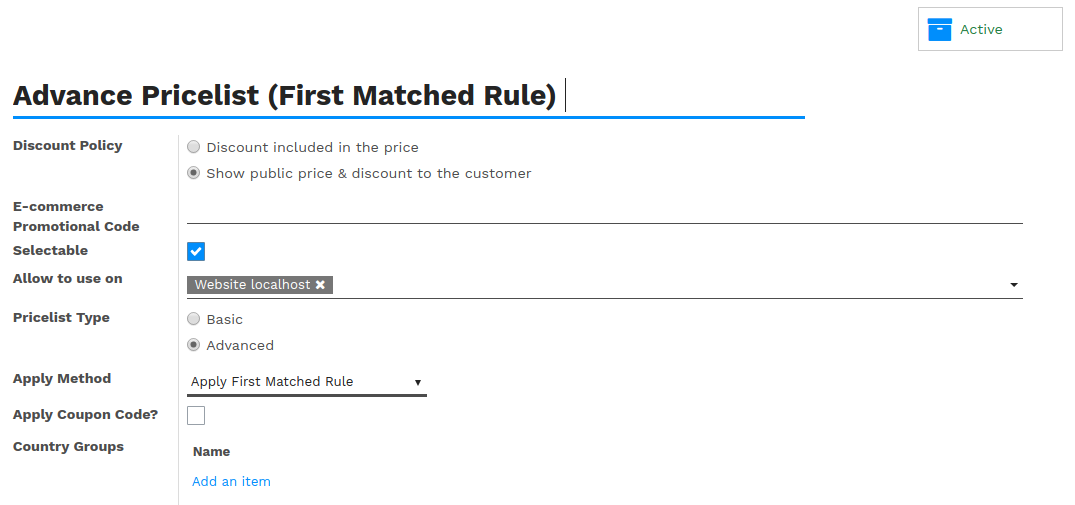 Active
Advance Pricelist (First Matched Rule)
Discount Policy
Discount included in the price
Show public price & discount to the customer
E-commerce
Promotional Code
Selectable
Allow to use on
Website localhost ✖
Pricelist Type
Basic
Advanced
Apply Method
Apply First Matched Rule
Apply Coupon Code?
Country Groups
Name
Add an item